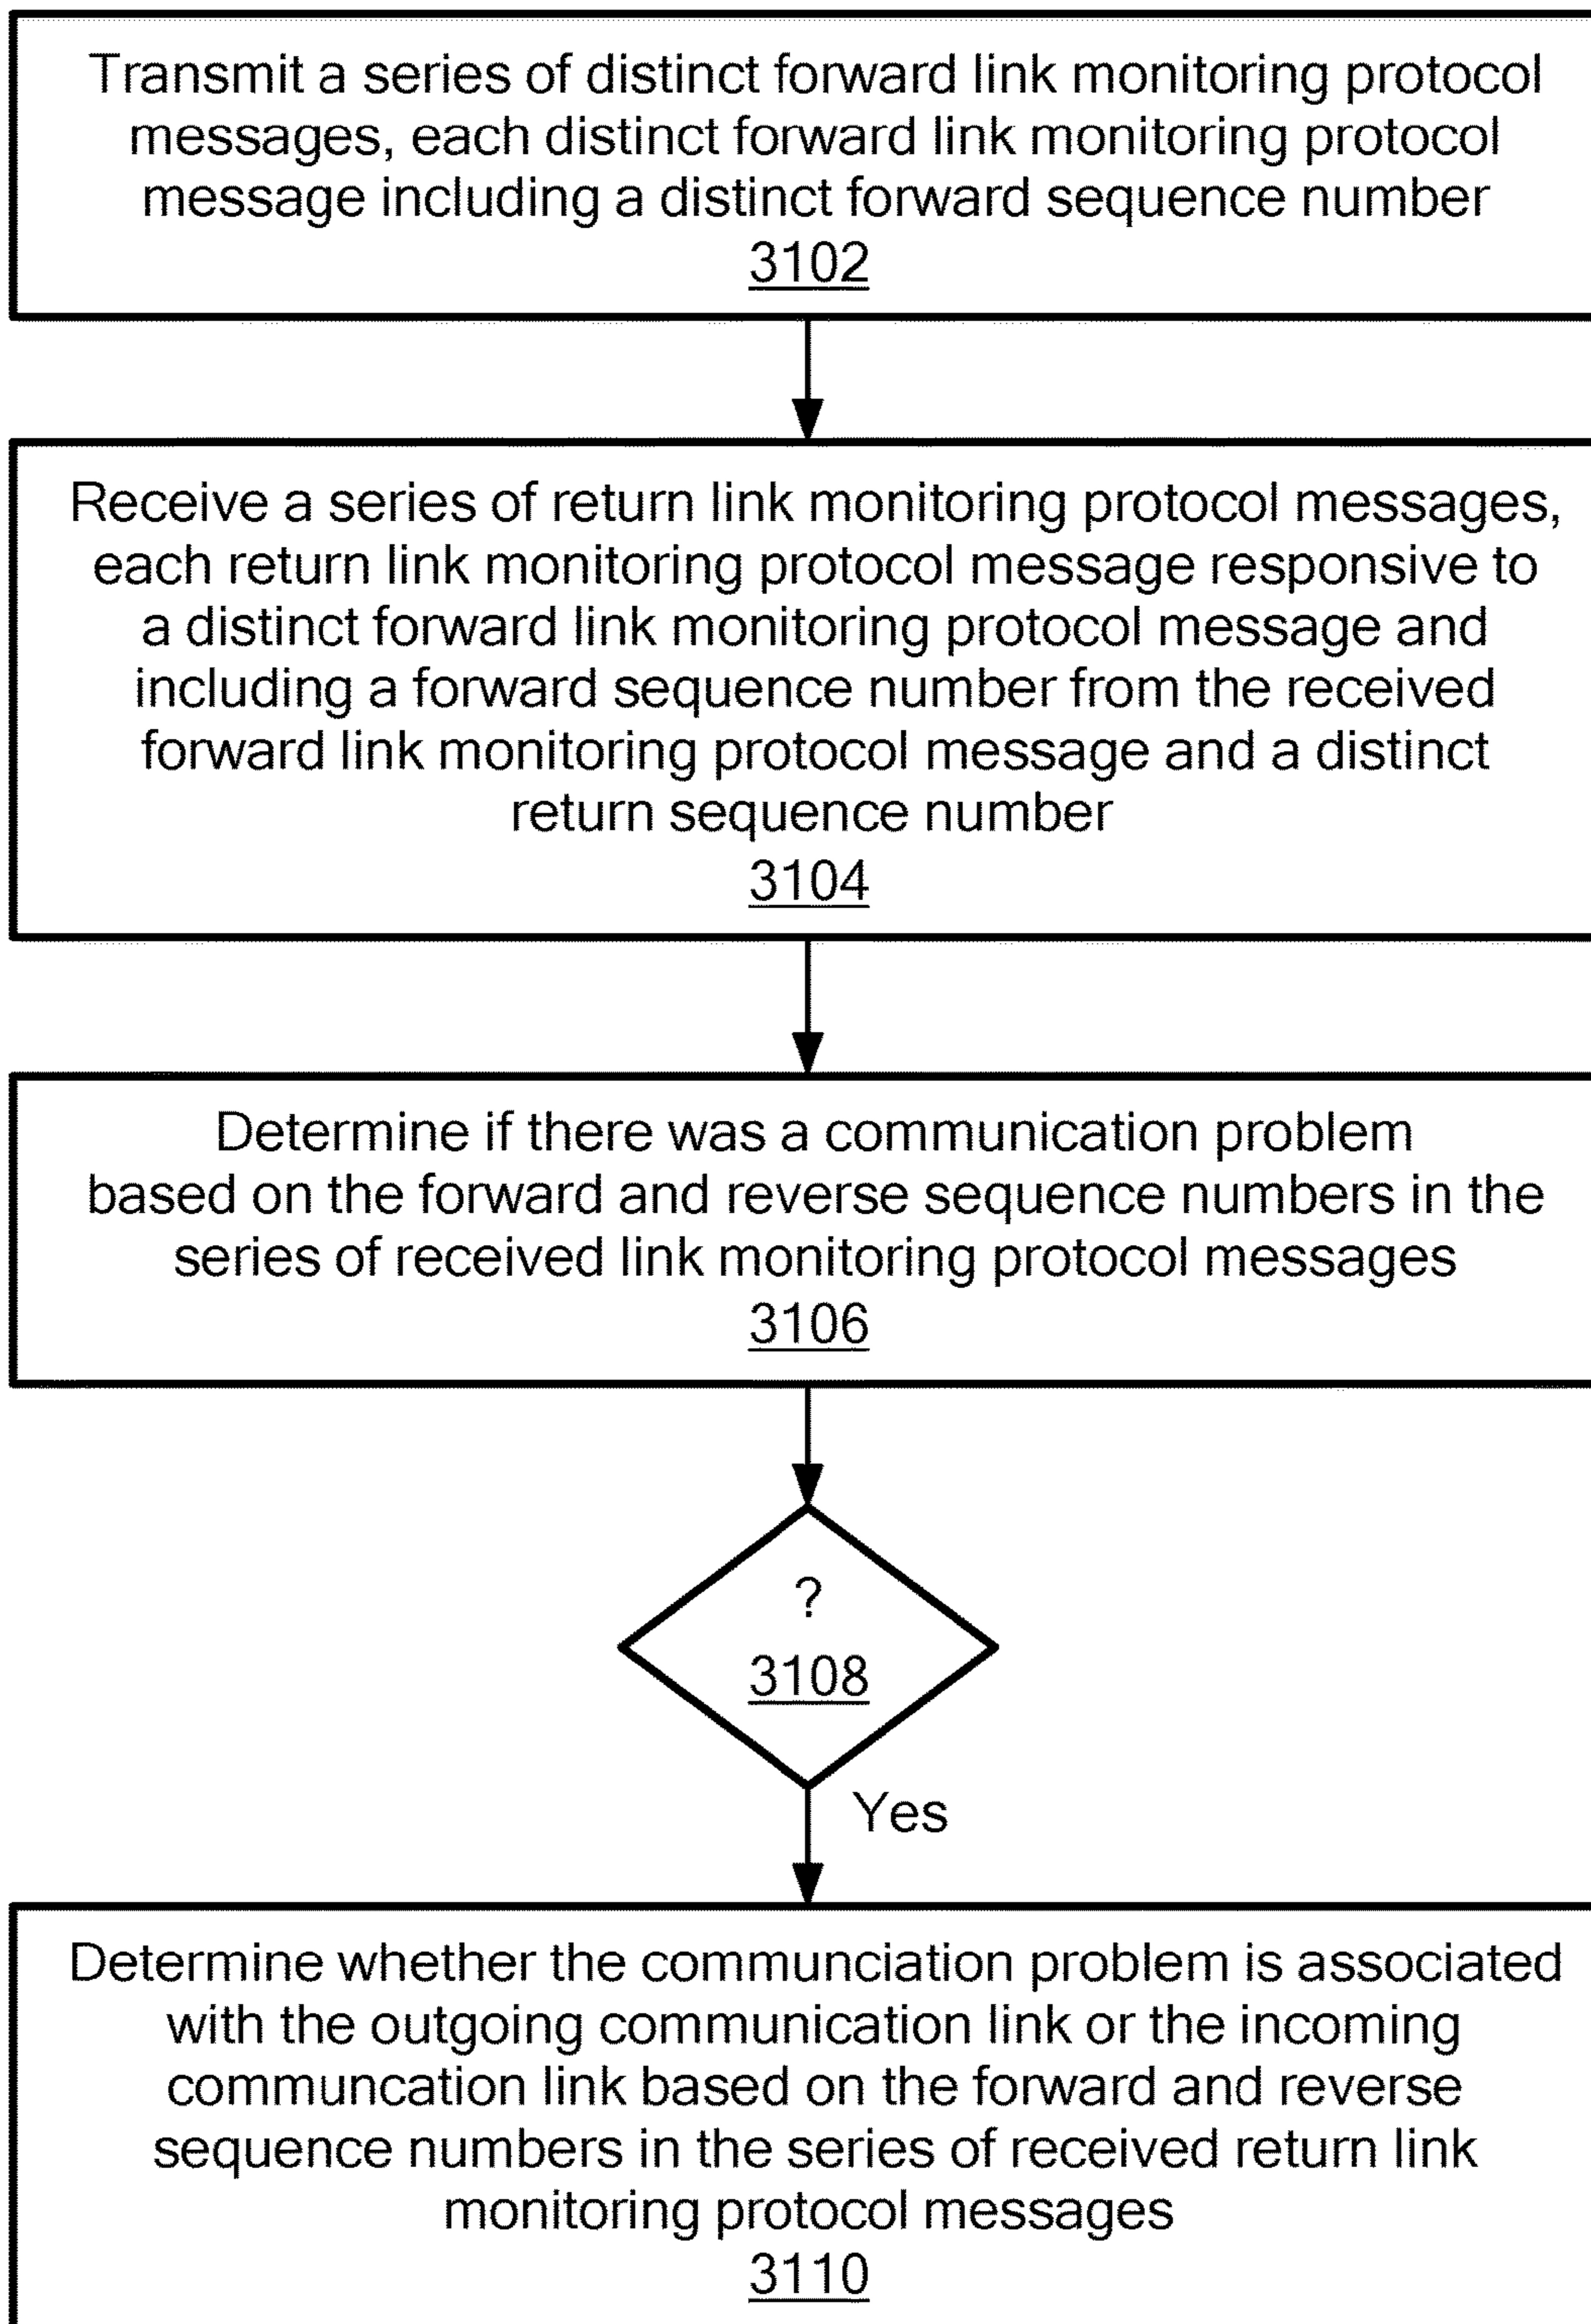 Transmit a series of distinct forward link monitoring protocol
messages, each distinct forward link monitoring protocol
message including a distinct forward sequence number
3102
Receive a series of return link monitoring protocol messages,
each return link monitoring protocol message responsive to
a distinct forward link monitoring protocol message and
including a forward sequence number from the received
forward link monitoring protocol message and a distinct
return sequence number
3104
Determine if there was a communication problem
based on the forward and reverse sequence numbers in the
series of received link monitoring protocol messages
3106
?
3108
Yes
Determine whether the communciation problem is associated
with the outgoing communication link or the incoming
communcation link based on the forward and reverse
sequence numbers in the series of received return link
monitoring protocol messages
3110